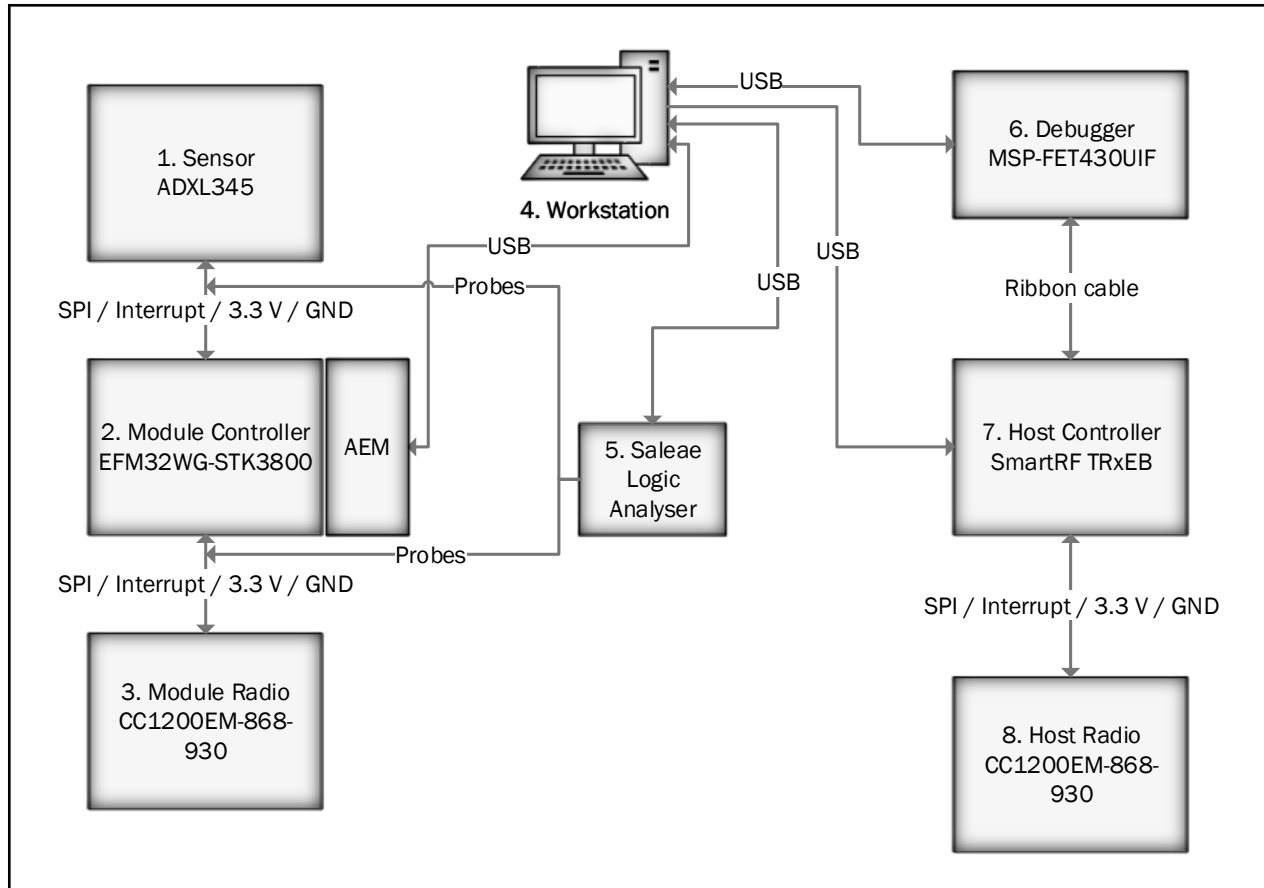 1. Sensor
ADXL345
SPI / Interrupt / 3.3 V / GND
2. Module Controller
EFM32WG-STK3800
AEM
SPI / Interrupt / 3.3 V / GND
3. Module Radio
CC1200EM-868-
930
4. Workstation
USB
USB
USB
USB
Probes
Probes
5. Saleae
Logic
Analyser
6. Debugger
MSP-FET430UIF
Ribbon cable
7. Host Controller
SmartRF TRxEB
SPI / Interrupt / 3.3 V / GND
8. Host Radio
CC1200EM-868-
930